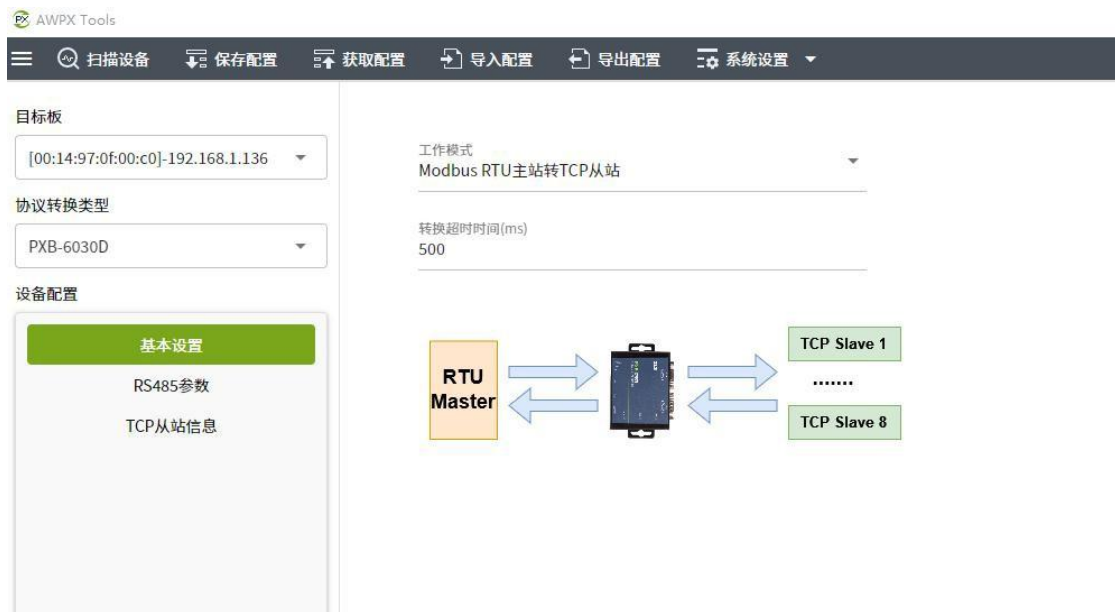 AWPX Tools
扫描设备 保存配置 获取配置 导入配置 导出配置 系统设置
目标板
[00:14:97:0f:00:c0]-192.168.1.136
协议转换类型
PXB-6030D
设备配置
基本设置
RS485参数
TCP从站信息
工作模式
Modbus RTU主站转TCP从站
转换超时时间(ms)
500
RTU
Master
TCP Slave 1
.......
TCP Slave 8